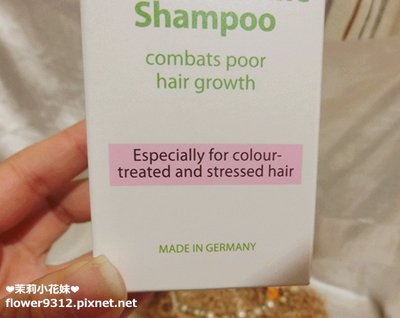 Shampoo
combats poor
hair growth
Especially for colour-
treated and stressed hair
MADE IN GERMANY
❤茉莉小花妹❤
flower9312.pixnet.net